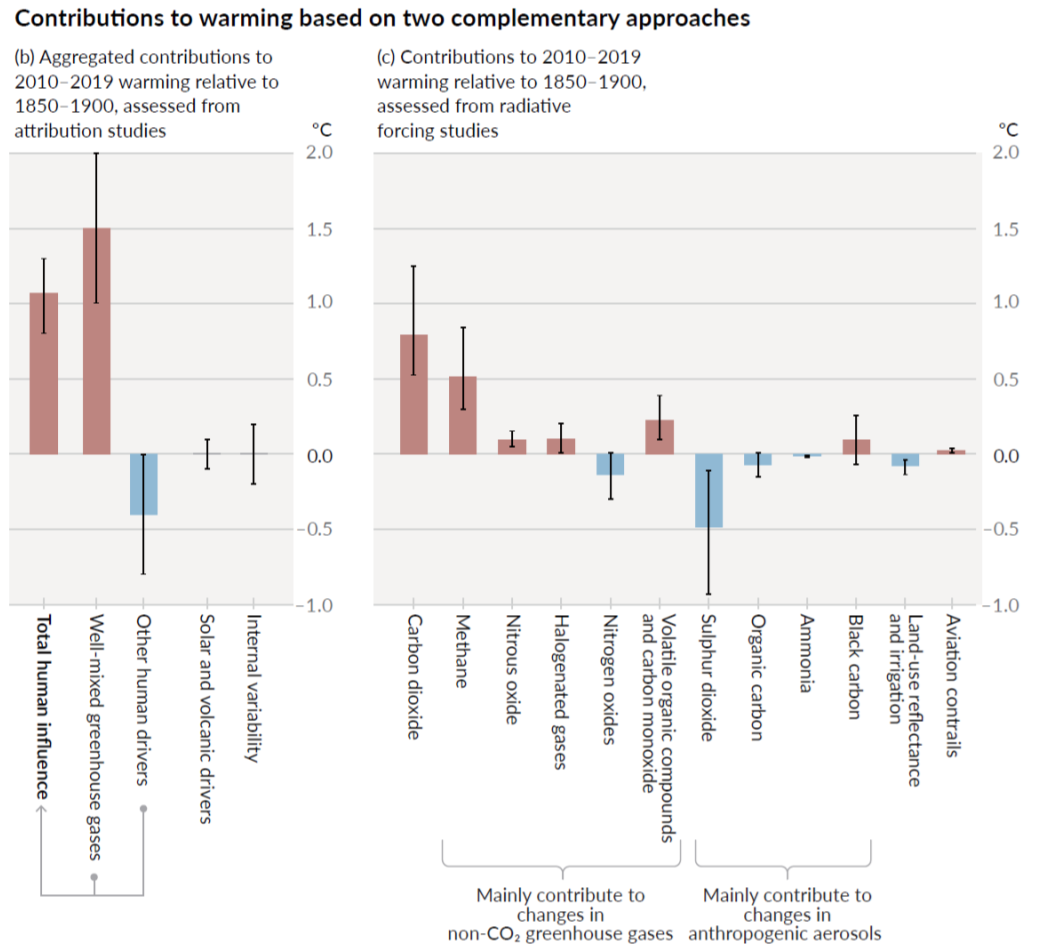 Contributions to warming based on two complementary approaches
(b) Aggregated contributions to
2010–2019 warming relative to
1850–1900, assessed from
attribution studies
°C
2.0
1.5
1.0
0.5
0.0
–0.5
–1.0
Total human influence
Well-mixed greenhouse gases
Other human drivers
Solar and volcanic drivers
Internal variability
(c) Contributions to 2010–2019
warming relative to 1850–1900,
assessed from radiative
forcing studies
°C
2.0
1.5
1.0
0.5
0.0
–0.5
–1.0
Carbon dioxide
Methane
Nitrous oxide
Halogenated gases
Nitrogen oxides
Volatile organic compounds
and carbon monoxide
Sulphur dioxide
Organic carbon
Ammonia
Black carbon
Land-use reflectance
and irrigation
Aviation contrails
Mainly contribute to
changes in
non-CO₂ greenhouse gases
Mainly contribute to
changes in
anthropogenic aerosols